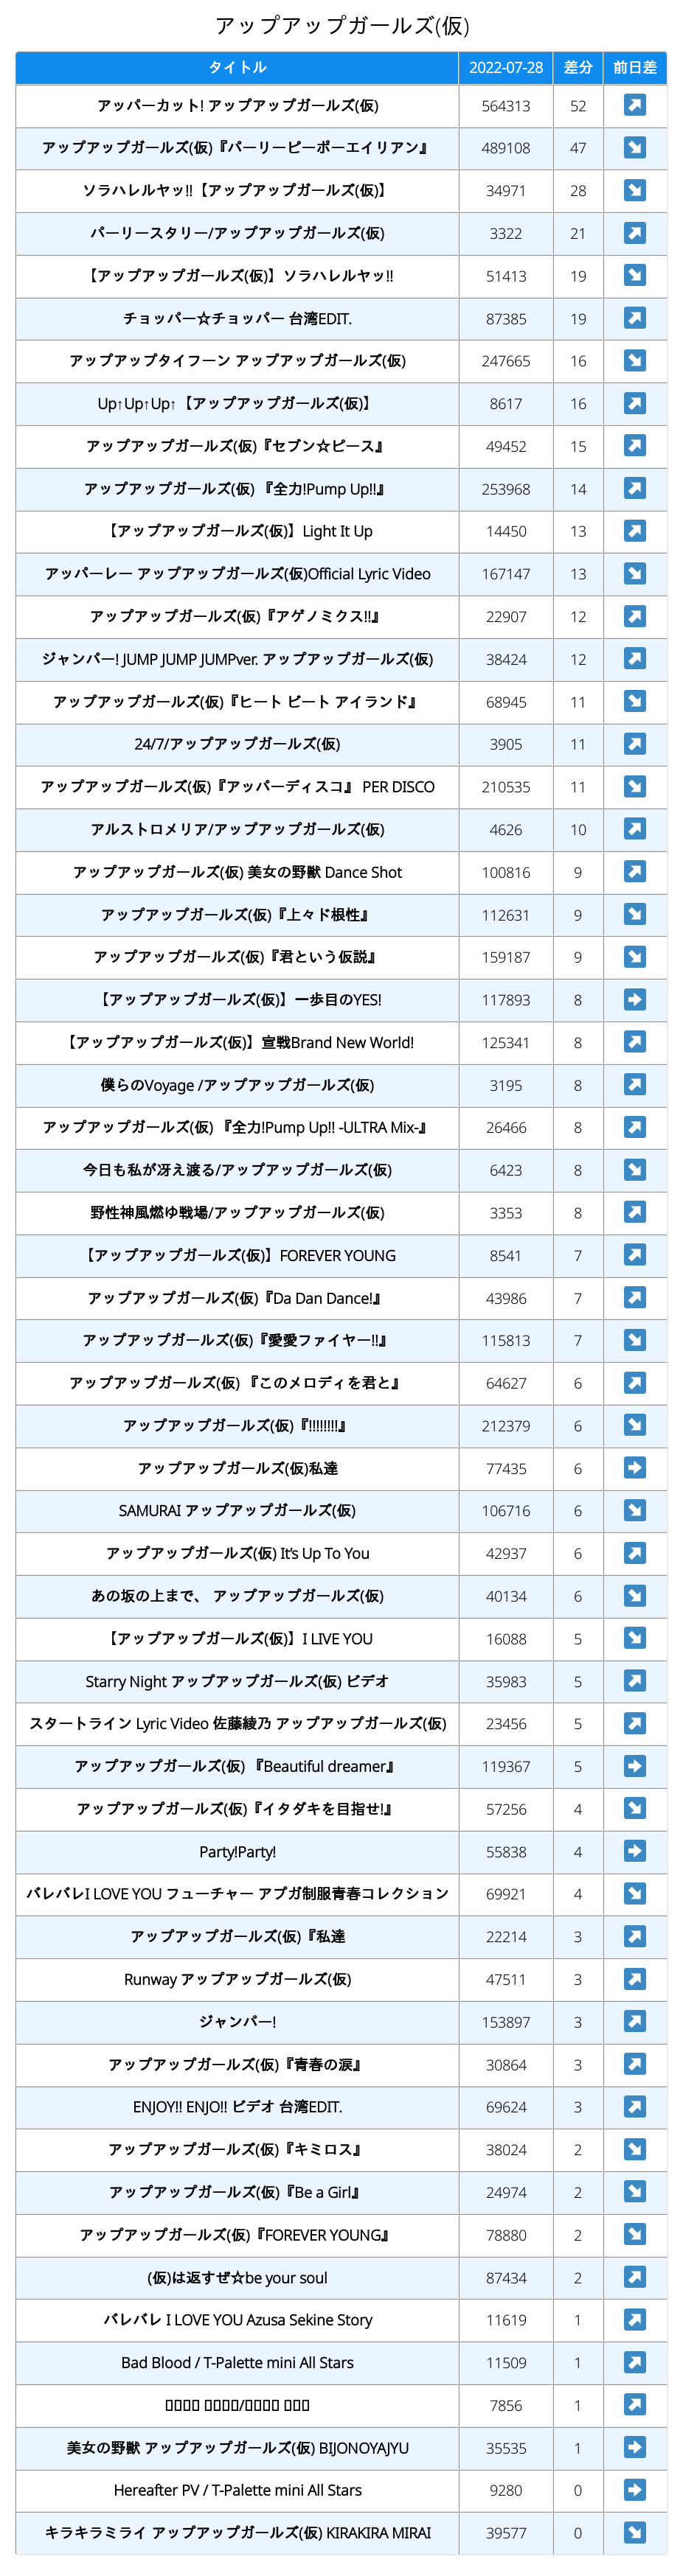 アップアップガールズ(仮)
タイトル 2022-07-28 差分 前日差
アッパーカット! アップアップガールズ(仮) 564313 52 ↗
アップアップガールズ(仮)『パーリーピーポーエイリアン』 489108 47 ↘
ソラハレルヤッ!!【アップアップガールズ(仮)】 34971 28 ↘
パーリースタリー/アップアップガールズ(仮) 3322 21 ↗
【アップアップガールズ(仮)】ソラハレルヤッ!! 51413 19 ↘
チョッパー☆チョッパー 台湾EDIT. 87385 19 ↗
アップアップタイフーン アップアップガールズ(仮) 247665 16 ↘
Up↑Up↑Up↑【アップアップガールズ(仮)】 8617 16 ↗
アップアップガールズ(仮)『セブン☆ピース』 49452 15 ↗
アップアップガールズ(仮) 『全力!Pump Up!!』 253968 14 ↗
【アップアップガールズ(仮)】Light It Up 14450 13 ↗
アッパーレー アップアップガールズ(仮)Official Lyric Video 167147 13 ↘
アップアップガールズ(仮)『アゲノミクス!!』 22907 12 ↗
ジャンパー! JUMP JUMP JUMPver. アップアップガールズ(仮) 38424 12 ↗
アップアップガールズ(仮)『ヒート ビート アイランド』 68945 11 ↘
24/7/アップアップガールズ(仮) 3905 11 ↗
アップアップガールズ(仮)『アッパーディスコ』 PER DISCO 210535 11 ↘
アルストロメリア/アップアップガールズ(仮) 4626 10 ↗
アップアップガールズ(仮) 美女の野獣 Dance Shot 100816 9 ↗
アップアップガールズ(仮)『上々ド根性』 112631 9 ↘
アップアップガールズ(仮)『君という仮説』 159187 9 ↘
【アップアップガールズ(仮)】一歩目のYES! 117893 8 ➡
【アップアップガールズ(仮)】宣戦Brand New World! 125341 8 ↗
僕らのVoyage /アップアップガールズ(仮) 3195 8 ↗
アップアップガールズ(仮) 『全力!Pump Up!! -ULTRA Mix-』 26466 8 ↗
今日も私が冴え渡る/アップアップガールズ(仮) 6423 8 ↘
野性神風燃ゆ戦場/アップアップガールズ(仮) 3353 8 ↗
【アップアップガールズ(仮)】FOREVER YOUNG 8541 7 ↗
アップアップガールズ(仮)『Da Dan Dance!』 43986 7 ↗
アップアップガールズ(仮)『愛愛ファイヤー!!』 115813 7 ↘
アップアップガールズ(仮) 『このメロディを君と』 64627 6 ↗
アップアップガールズ(仮)『!!!!!!!!』 212379 6 ↘
アップアップガールズ(仮)私達 77435 6 ➡
SAMURAI アップアップガールズ(仮) 106716 6 ↘
アップアップガールズ(仮) It’s Up To You 42937 6 ↗
あの坂の上まで、 アップアップガールズ(仮) 40134 6 ↘
【アップアップガールズ(仮)】I LIVE YOU 16088 5 ↘
Starry Night アップアップガールズ(仮) ビデオ 35983 5 ↗
スタートライン Lyric Video 佐藤綾乃 アップアップガールズ(仮) 23456 5 ↗
アップアップガールズ(仮) 『Beautiful dreamer』 119367 5 ➡
アップアップガールズ(仮)『イタダキを目指せ!』 57256 4 ↘
Party!Party! 55838 4 ➡
バレバレI LOVE YOU フューチャー アプガ制服青春コレクション 69921 4 ↘
アップアップガールズ(仮)『私達 22214 3 ↗
Runway アップアップガールズ(仮) 47511 3 ↗
ジャンパー! 153897 3 ↗
アップアップガールズ(仮)『青春の涙』 30864 3 ↗
ENJOY!! ENJO!! ビデオ 台湾EDIT. 69624 3 ↗
アップアップガールズ(仮)『キミロス』 38024 2 ↘
アップアップガールズ(仮)『Be a Girl』 24974 2 ↘
アップアップガールズ(仮)『FOREVER YOUNG』 78880 2 ↘
(仮)は返すぜ☆be your soul 87434 2 ↗
バレバレ I LOVE YOU Azusa Sekine Story 11619 1 ↗
Bad Blood / T-Palette mini All Stars 11509 1 ↗
▯▯▯▯ ▯▯▯▯/▯▯▯▯ ▯▯▯ 7856 1 ↗
美女の野獣 アップアップガールズ(仮) BIJONOYAJYU 35535 1 ➡
Hereafter PV / T-Palette mini All Stars 9280 0 ➡
キラキラミライ アップアップガールズ(仮) KIRAKIRA MIRAI 39577 0 ↘